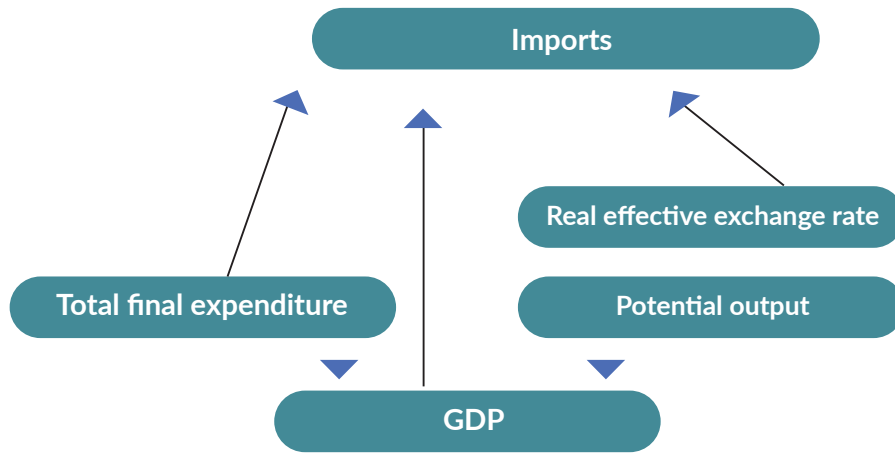 Imports
Real effective exchange rate
Total final expenditure
Potential output
GDP